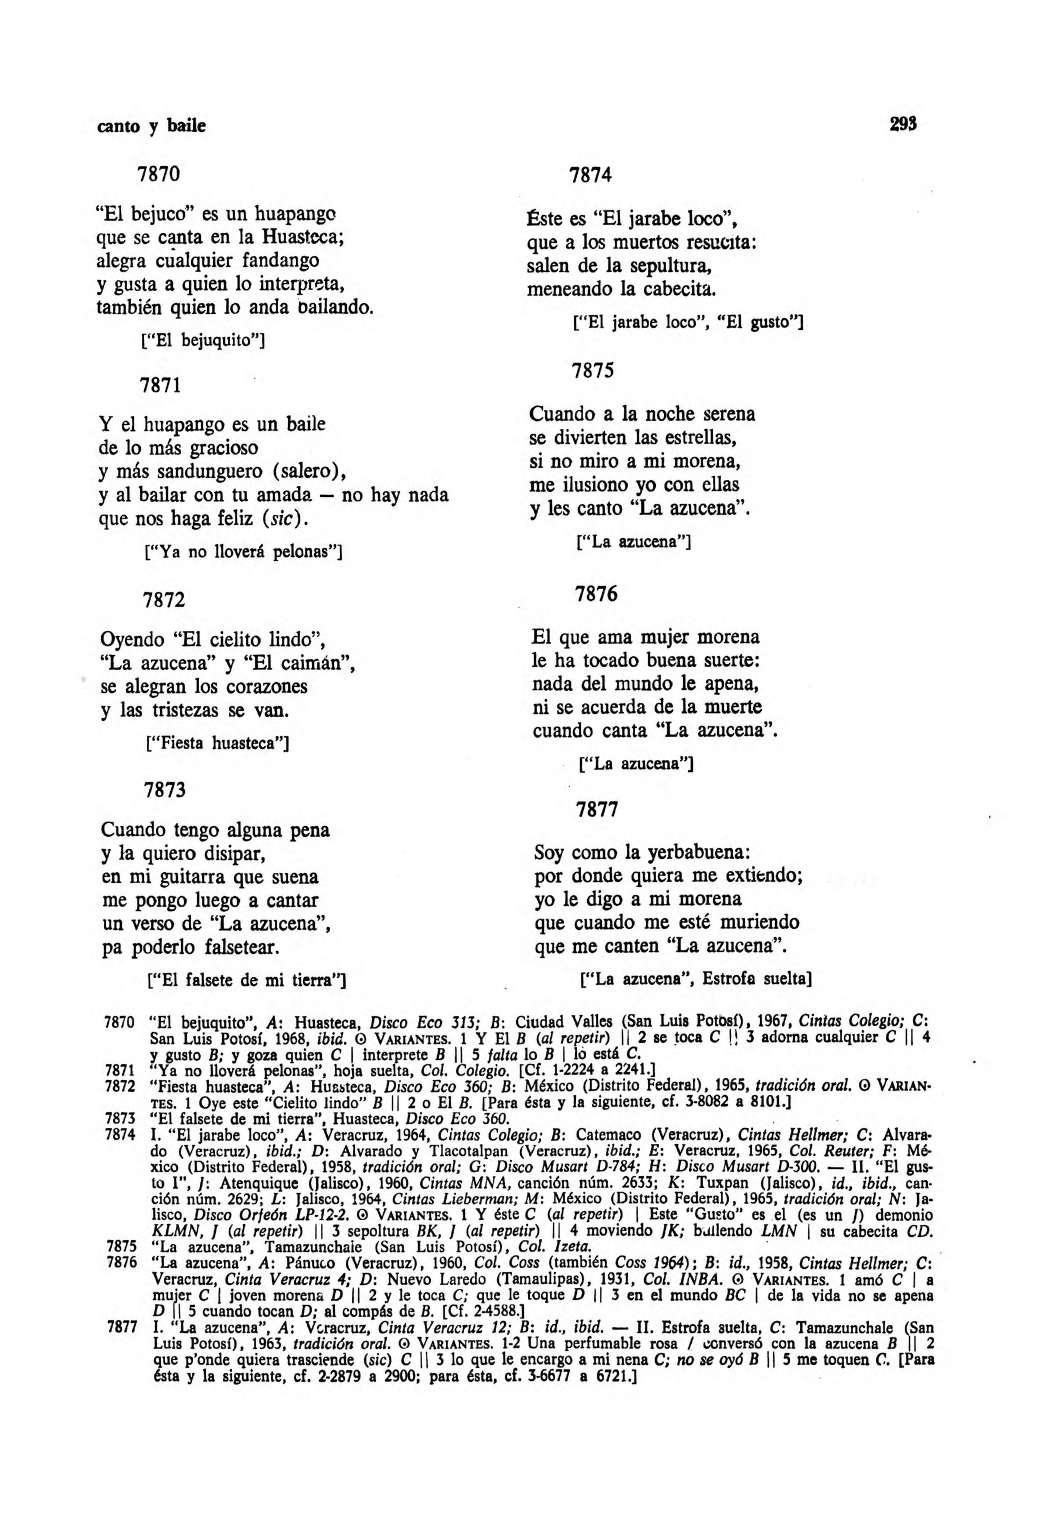 canto y baile 293
7870
“El bejuco” es un huapango
que se canta en la Huasteca;
alegra cualquier fandango
y gusta a quien lo interpreta,
también quien lo anda bailando.
[“El bejuquito”]
7871
Y el huapango es un baile
de lo más gracioso
y más sandunguero (salero),
y al bailar con tu amada — no hay nada
que nos haga feliz (sic).
[“Ya no lloverá pelonas”]
7872
Oyendo “El cielito lindo”,
“La azucena” y “El caimán”,
se alegran los corazones
y las tristezas se van.
[“Fiesta huasteca”]
7873
Cuando tengo alguna pena
y la quiero disipar,
en mi guitarra que suena
me pongo luego a cantar
un verso de “La azucena”,
pa poderlo falsetear.
[“El falsete de mi tierra”]
7874
Éste es “El jarabe loco”,
que a los muertos resucita:
salen de la sepultura,
meneando la cabecita.
[“El jarabe loco”, “El gusto”]
7875
Cuando a la noche serena
se divierten las estrellas,
si no miro a mi morena,
me ilusiono yo con ellas
y les canto “La azucena”.
[“La azucena”]
7876
El que ama mujer morena
le ha tocado buena suerte:
nada del mundo le apena,
ni se acuerda de la muerte
cuando canta “La azucena”.
[“La azucena”]
7877
Soy como la yerbabuena:
por donde quiera me extiendo;
yo le digo a mi morena
que cuando me esté muriendo
que me canten “La azucena”.
[“La azucena”, Estrofa suelta]
7870 “El bejuquito”, A: Huasteca, Disco Eco 313; B: Ciudad Valles (San Luis Potosí), 1967, Cintas Colegio; C:
San Luis Potosí, 1968, ibid. ⊙ VARIANTES. 1 Y El B (al repetir) || 2 se toca C || 3 adorna cualquier C || 4
y gusto B; y goza quien C | interprete B || 5 falta lo B | lo está C.
7871 “Ya no lloverá pelonas”, hoja suelta, Col. Colegio. [Cf. 1-2224 a 2241.]
7872 “Fiesta huasteca”, A: Huasteca, Disco Eco 360; B: México (Distrito Federal), 1965, tradición oral. ⊙ VARIAN-
TES. 1 Oye este “Cielito lindo” B || 2 o El B. [Para ésta y la siguiente, cf. 3-8082 a 8101.]
7873 “El falsete de mi tierra”, Huasteca, Disco Eco 360.
7874 I. “El jarabe loco”, A: Veracruz, 1964, Cintas Colegio; B: Catemaco (Veracruz), Cintas Hellmer; C: Alvara-
do (Veracruz), ibid.; D: Alvarado y Tlacotalpan (Veracruz), ibid.; E: Veracruz, 1965, Col. Reuter; F: Mé-
xico (Distrito Federal), 1958, tradición oral; G: Disco Musart D-784; H: Disco Musart D-300. — II. “El gus-
to I”, J: Atenquique (Jalisco), 1960, Cintas MNA, canción núm. 2633; K: Tuxpan (Jalisco), id., ibid., can-
ción núm. 2629; L: Jalisco, 1964, Cintas Lieberman; M: México (Distrito Federal), 1965, tradición oral; N: Ja-
lisco, Disco Orfeón LP-12-2. ⊙ VARIANTES. 1 Y éste C (al repetir) | Este “Gusto” es el (es un J) demonio
KLMN, J (al repetir) || 3 sepoltura BK, J (al repetir) || 4 moviendo JK; bullendo LMN | su cabecita CD.
7875 “La azucena”, Tamazunchale (San Luis Potosí), Col. Izeta.
7876 “La azucena”, A: Pánuco (Veracruz), 1960, Col. Coss (también Coss 1964); B: id., 1958, Cintas Hellmer; C:
Veracruz, Cinta Veracruz 4; D: Nuevo Laredo (Tamaulipas), 1931, Col. INBA. ⊙ VARIANTES. 1 amó C | a
mujer C | joven morena D || 2 y le toca C; que le toque D || 3 en el mundo BC | de la vida no se apena
D || 5 cuando tocan D; al compás de B. [Cf. 2-4588.]
7877 I. “La azucena”, A: Veracruz, Cinta Veracruz 12; B: id., ibid. — II. Estrofa suelta, C: Tamazunchale (San
Luis Potosí), 1963, tradición oral. ⊙ VARIANTES. 1-2 Una perfumable rosa / conversó con la azucena B || 2
que p’onde quiera trasciende (sic) C || 3 lo que le encargo a mi nena C; no se oyó B || 5 me toquen C. [Para
ésta y la siguiente, cf. 2-2879 a 2900; para ésta, cf. 3-6677 a 6721.]